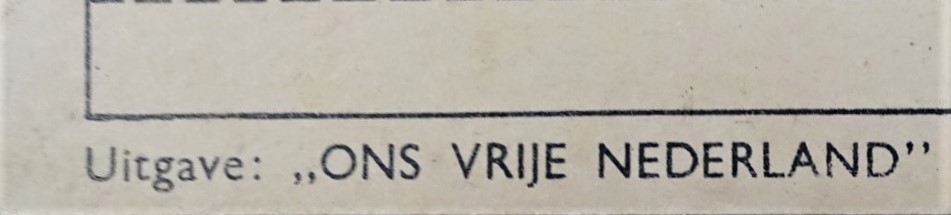 Uitgave: „ONS VRIJE NEDERLAND”